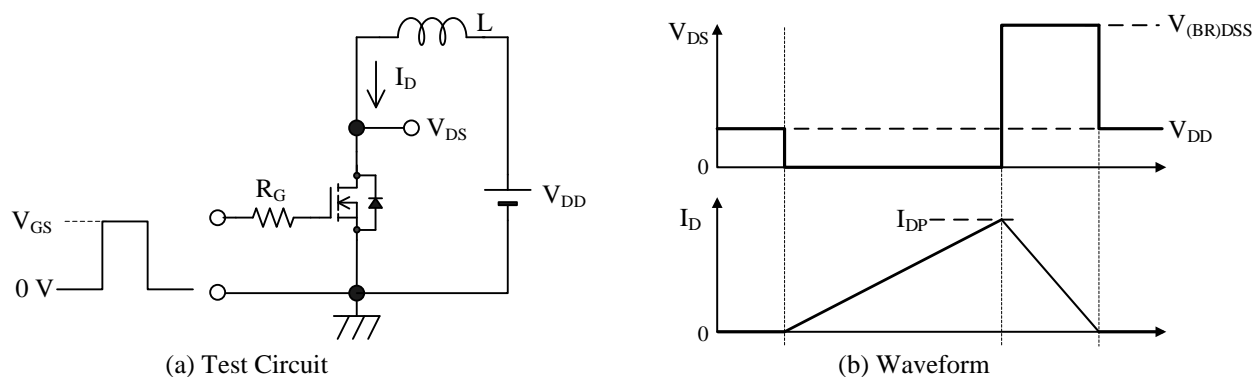 L
I_D
V_DS
R_G
V_DD
V_GS
0 V
(a) Test Circuit
V_DS
V_(BR)DSS
V_DD
0
I_D
I_DP
0
(b) Waveform